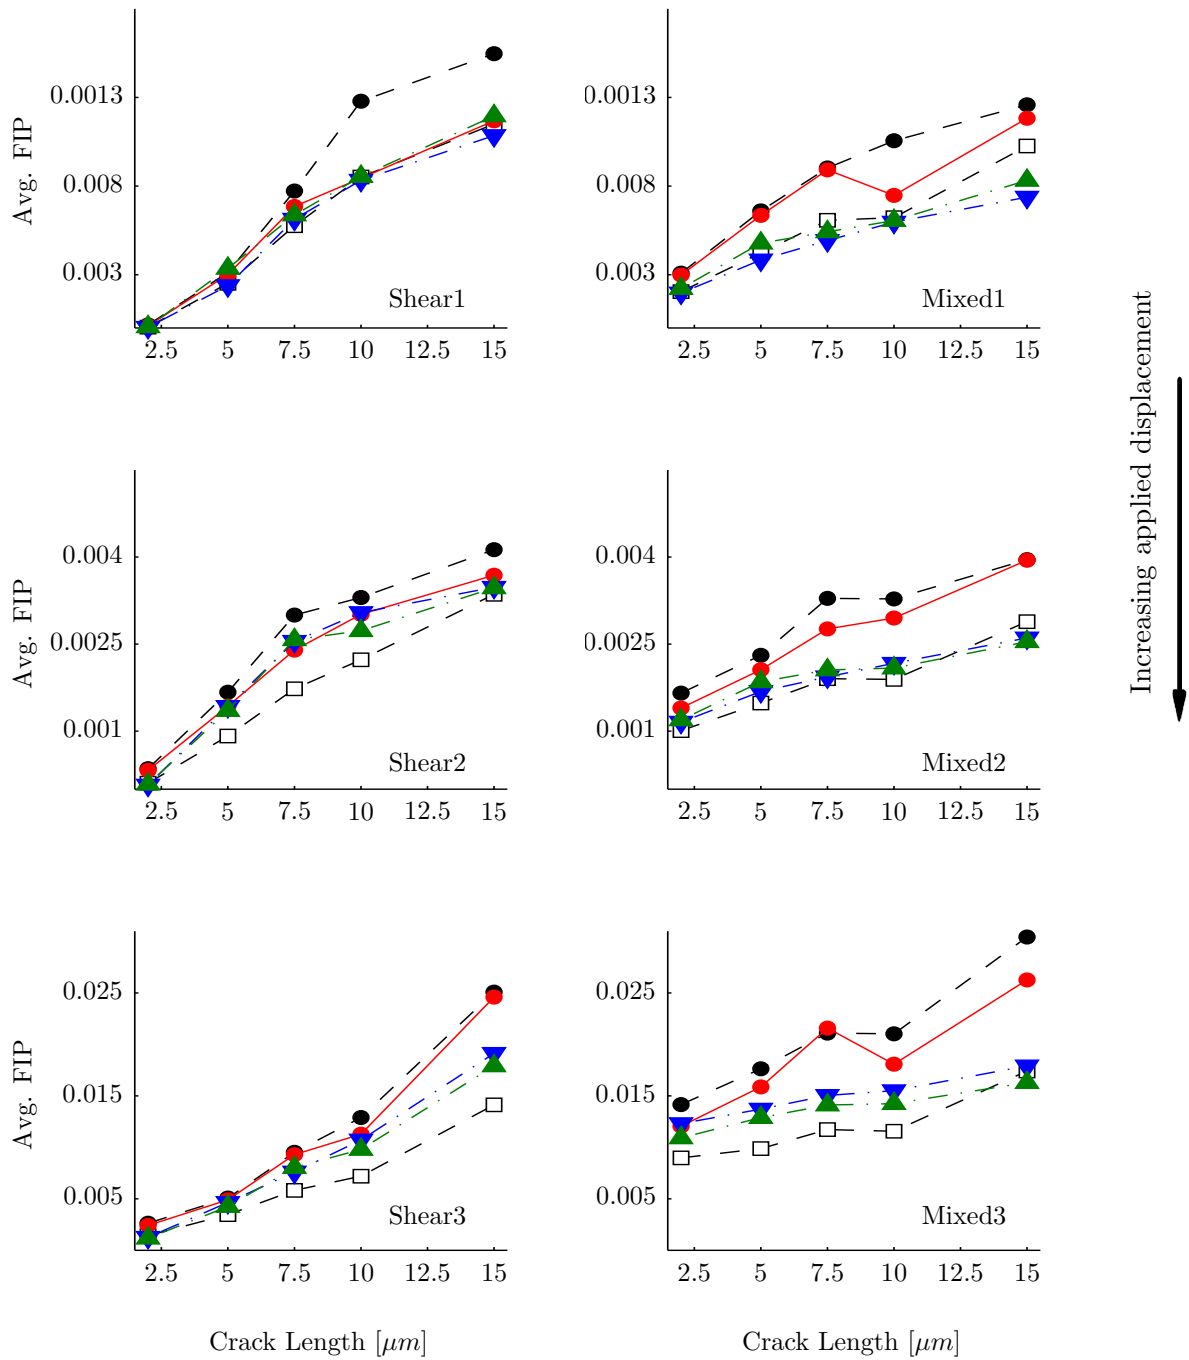 Avg. FIP
0.0013
0.008
0.003
Shear1
2.5 5 7.5 10 12.5 15
0.0013
0.008
0.003
Mixed1
2.5 5 7.5 10 12.5 15
Increasing applied displacement
Avg. FIP
0.004
0.0025
0.001
Shear2
2.5 5 7.5 10 12.5 15
0.004
0.0025
0.001
Mixed2
2.5 5 7.5 10 12.5 15
Avg. FIP
0.025
0.015
0.005
Shear3
2.5 5 7.5 10 12.5 15
Crack Length [μm]
0.025
0.015
0.005
Mixed3
2.5 5 7.5 10 12.5 15
Crack Length [μm]